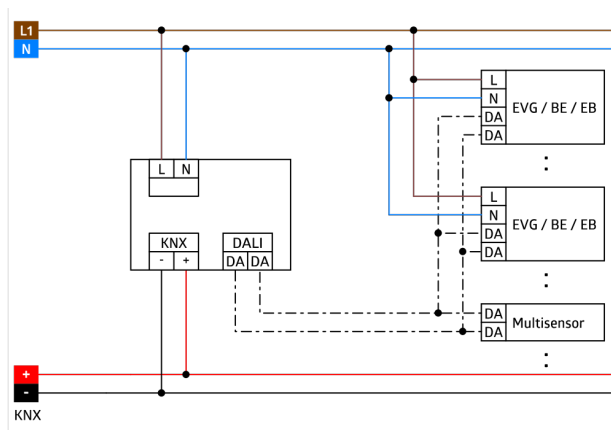 L1
N
L
N
EVG / BE / EB
DA
DA
:
L N
L
N
EVG / BE / EB
DA
DA
KNX
DALI
- +
DA DA
:
DA
DA
Multisensor
:
+
-
KNX